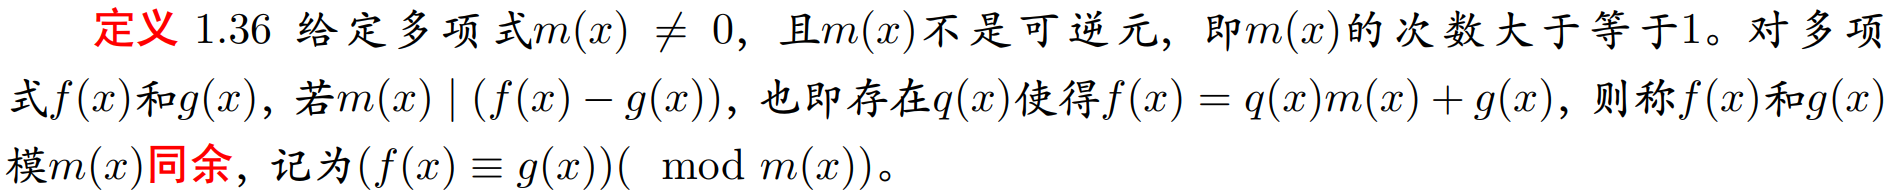 定义 1.36 给定多项式m(x) ≠ 0，且m(x)不是可逆元，即m(x)的次数大于等于1。对多项
式f(x)和g(x)，若m(x) | (f(x) − g(x))，也即存在q(x)使得f(x) = q(x)m(x) + g(x)，则称f(x)和g(x)
模m(x)同余，记为(f(x) ≡ g(x))( mod m(x))。